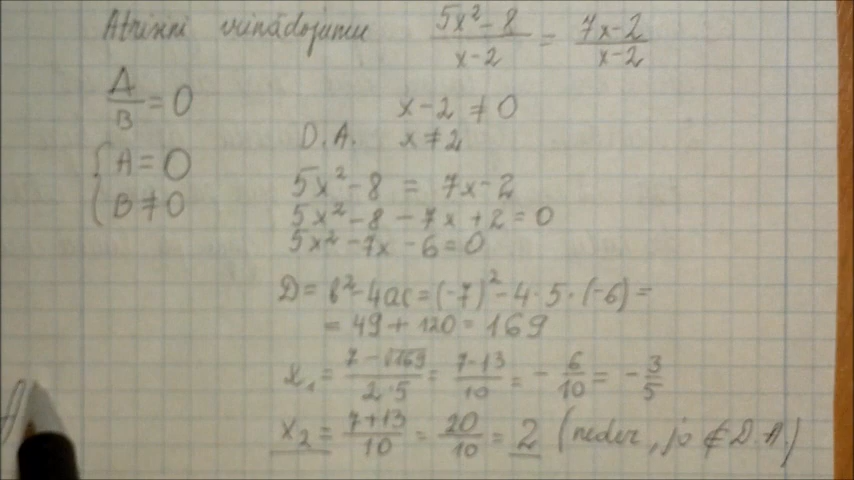 Atrisini vienādojumu (5x² - 8)/(x - 2) = (7x - 2)/(x - 2)
A/B = 0
x - 2 ≠ 0
D.A. x ≠ 2
{ A = 0
B ≠ 0
5x² - 8 = 7x - 2
5x² - 8 - 7x + 2 = 0
5x² - 7x - 6 = 0
D = b² - 4ac = (-7)² - 4 · 5 · (-6) =
= 49 + 120 = 169
x₁ = (7 - √169)/(2 · 5) = (7 - 13)/10 = - 6/10 = - 3/5
x₂ = (7 + 13)/10 = 20/10 = 2 (neder, jo ∉ D.A.)
A